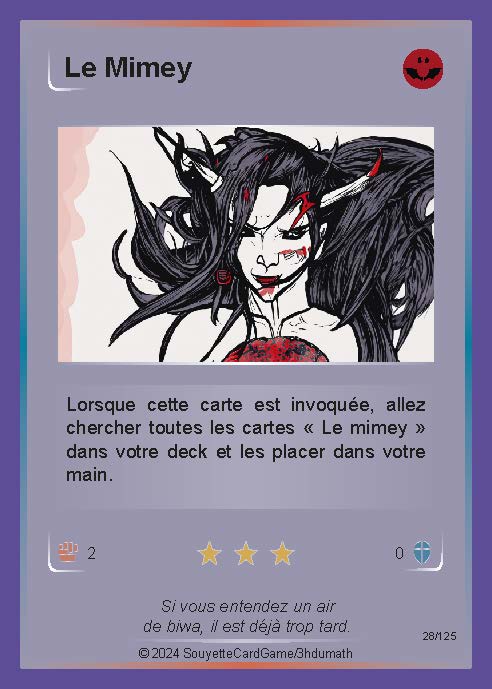 Le Mimey
Lorsque cette carte est invoquée, allez
chercher toutes les cartes « Le mimey »
dans votre deck et les placer dans votre
main.
2
0
Si vous entendez un air
de biwa, il est déjà trop tard.
28/125
© 2024 SouyetteCardGame/3hdumath